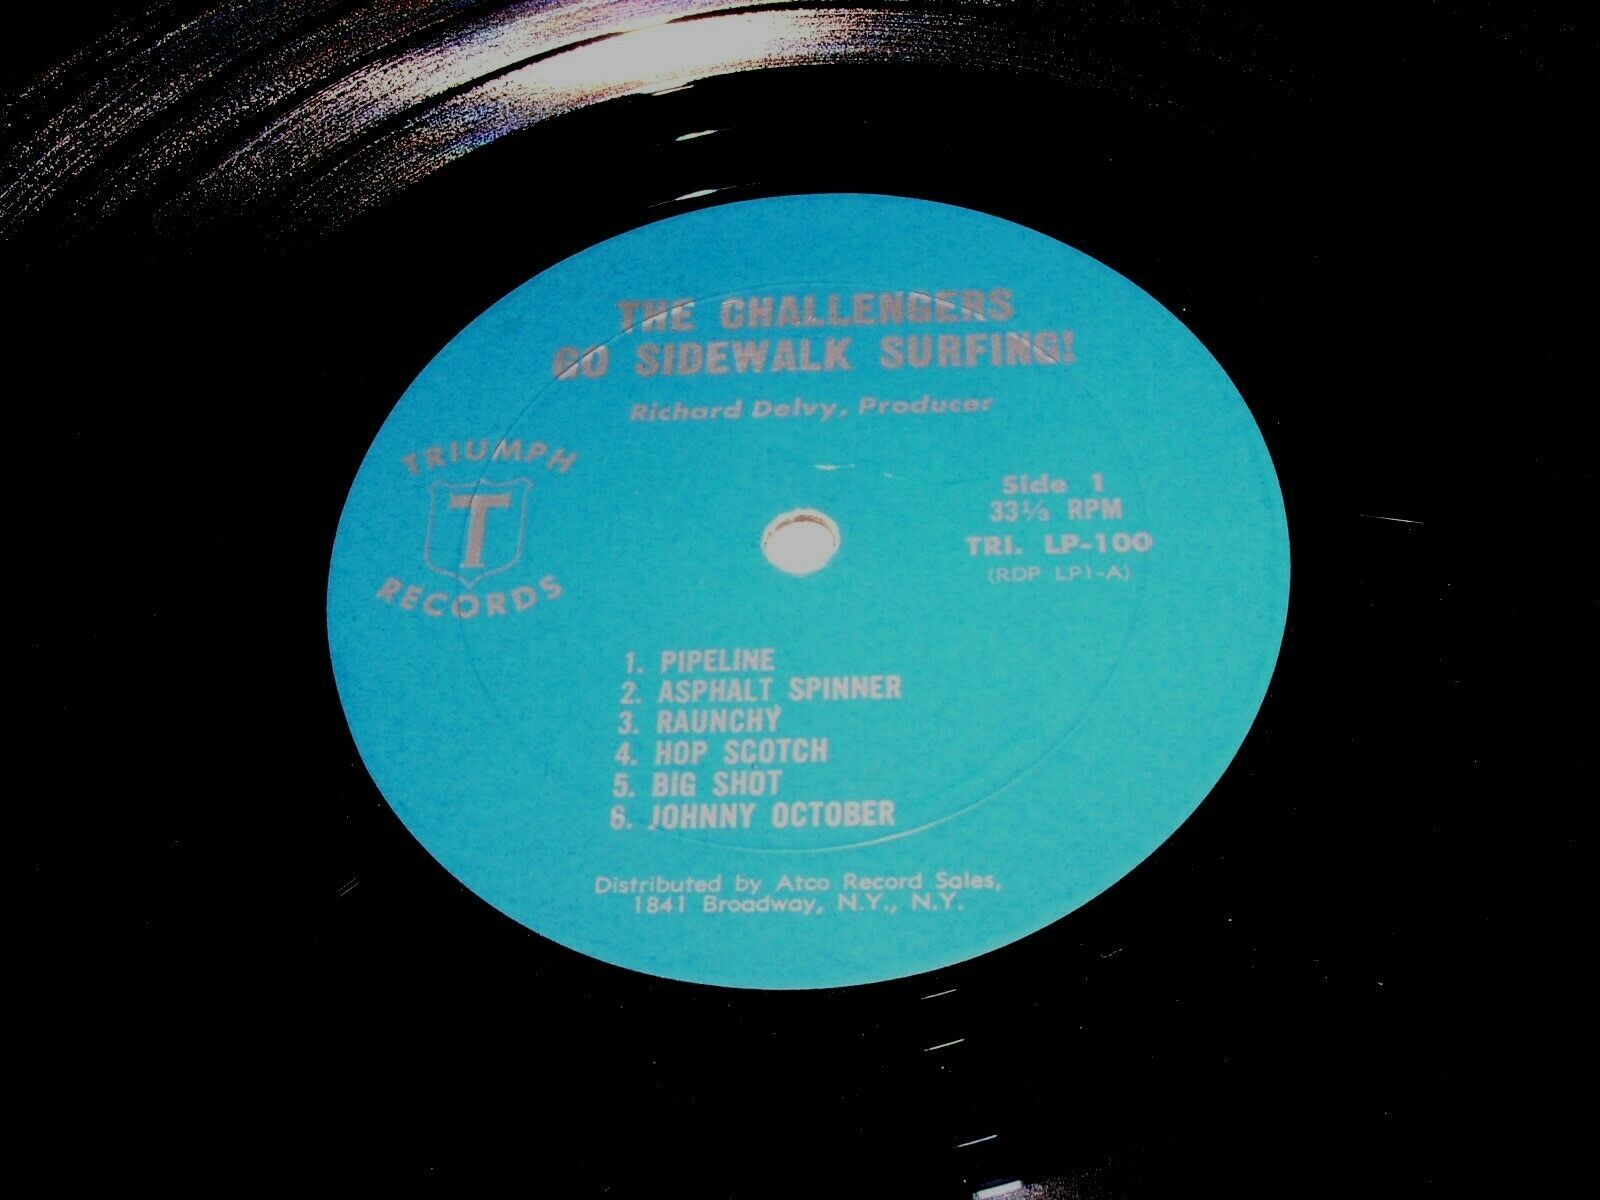 THE CHALLENGERS
GO SIDEWALK SURFING!
Richard Delvy, Producer
TRIUMPH
T
RECORDS
Side 1
33⅓ RPM
TRI. LP-100
(RDP LP1-A)
1. PIPELINE
2. ASPHALT SPINNER
3. RAUNCHY
4. HOP SCOTCH
5. BIG SHOT
6. JOHNNY OCTOBER
Distributed by Atco Record Sales,
1841 Broadway, N.Y., N.Y.